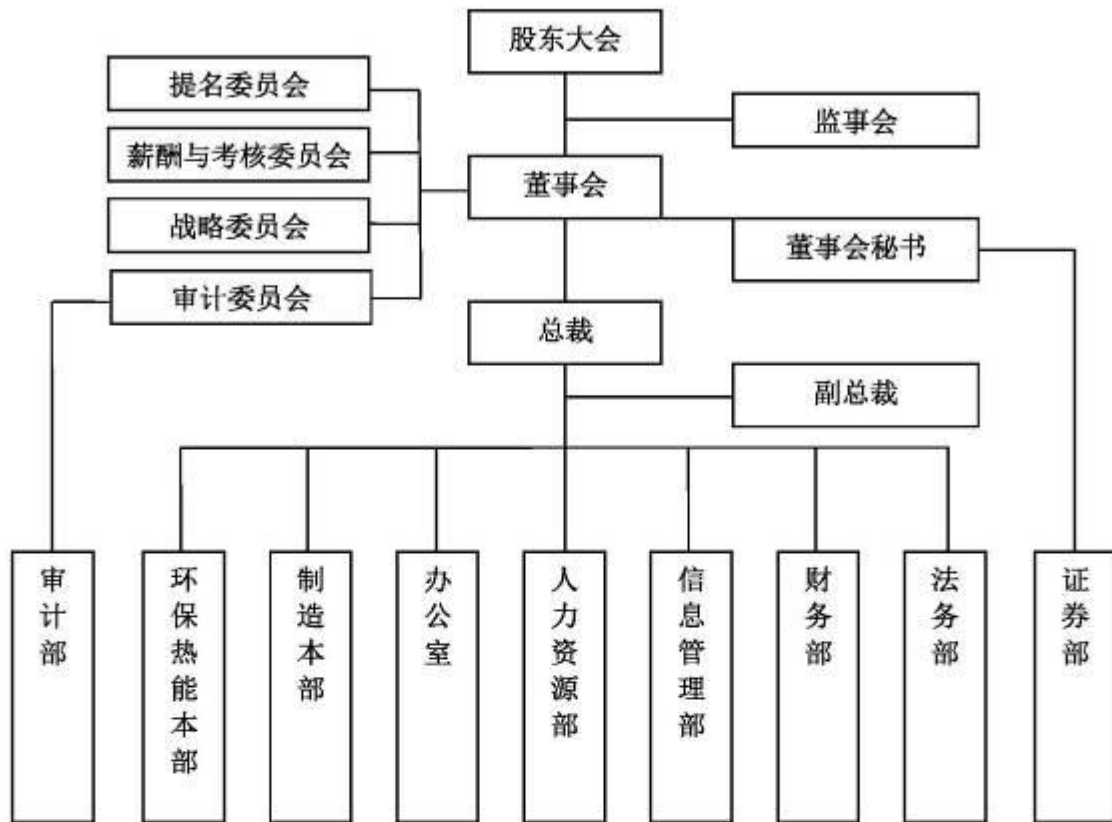 股东大会
提名委员会
监事会
薪酬与考核委员会
董事会
战略委员会
董事会秘书
审计委员会
总裁
副总裁
审计部
环保热能本部
制造本部
办公室
人力资源部
信息管理部
财务部
法务部
证券部